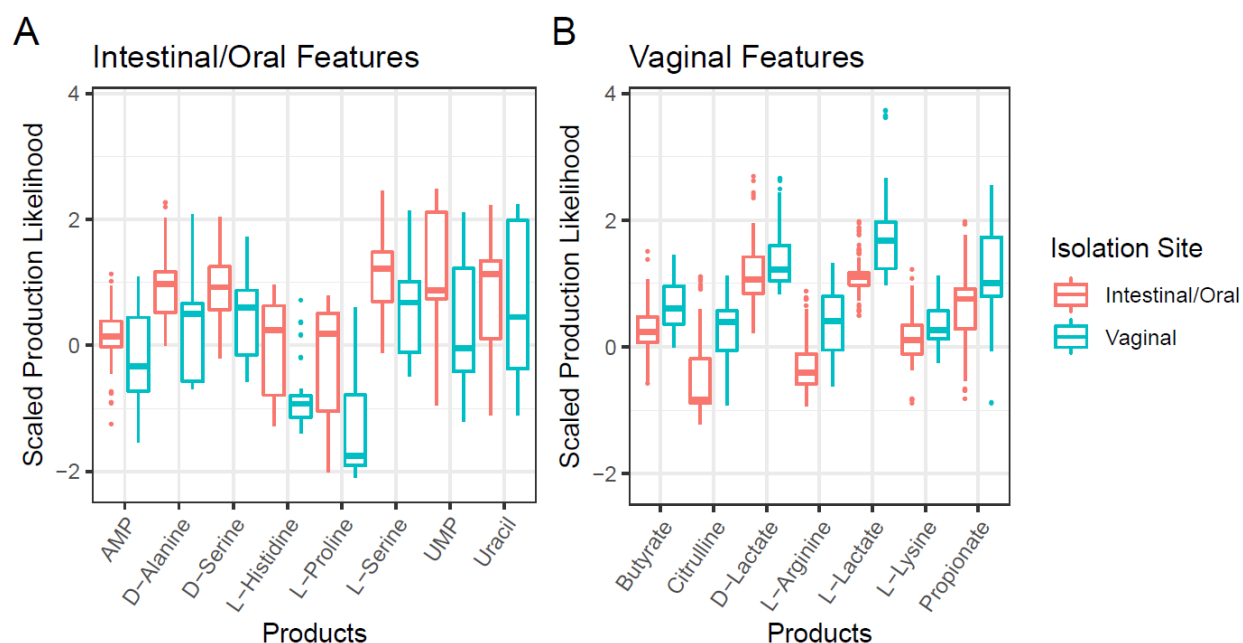 A
Intestinal/Oral Features
Scaled Production Likelihood
4
2
0
−2
AMP
D−Alanine
D−Serine
L−Histidine
L−Proline
L−Serine
UMP
Uracil
Products
B
Vaginal Features
Scaled Production Likelihood
4
2
0
−2
Butyrate
Citrulline
D−Lactate
L−Arginine
L−Lactate
L−Lysine
Propionate
Products
Isolation Site
Intestinal/Oral
Vaginal